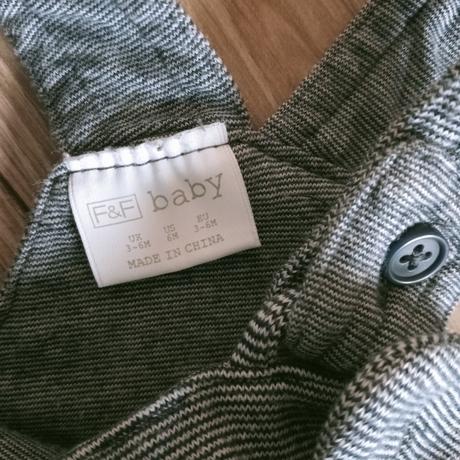 F&F baby
UK US EU
3-6M 6M 3-6M
MADE IN CHINA